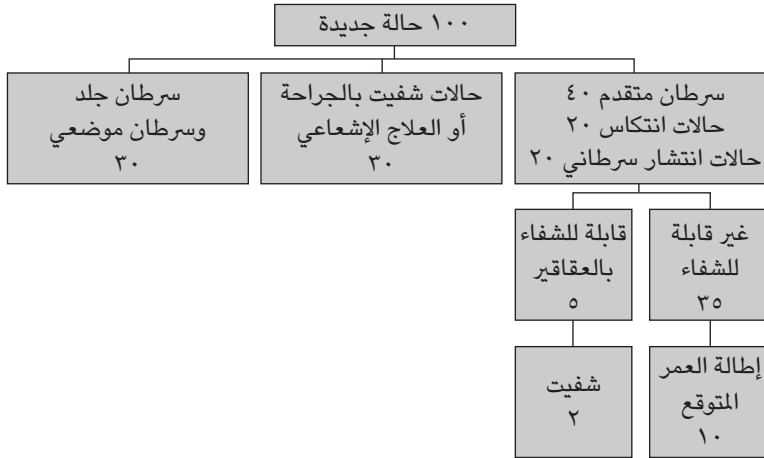 ١٠٠ حالة جديدة
سرطان متقدم ٤٠
حالات انتكاس ٢٠
حالات انتشار سرطاني ٢٠
حالات شفيت بالجراحة
أو العلاج الإشعاعي
٣٠
سرطان جلد
وسرطان موضعي
٣٠
غير قابلة
للشفاء
٣٥
قابلة للشفاء
بالعقاقير
٥
إطالة العمر
المتوقع
١٠
شفيت
٢